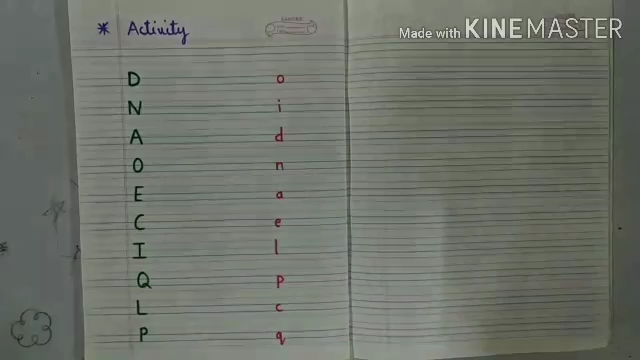 Made with KINEMASTER
* Activity
D o
N i
A d
O n
E a
C e
I l
Q p
L c
P q